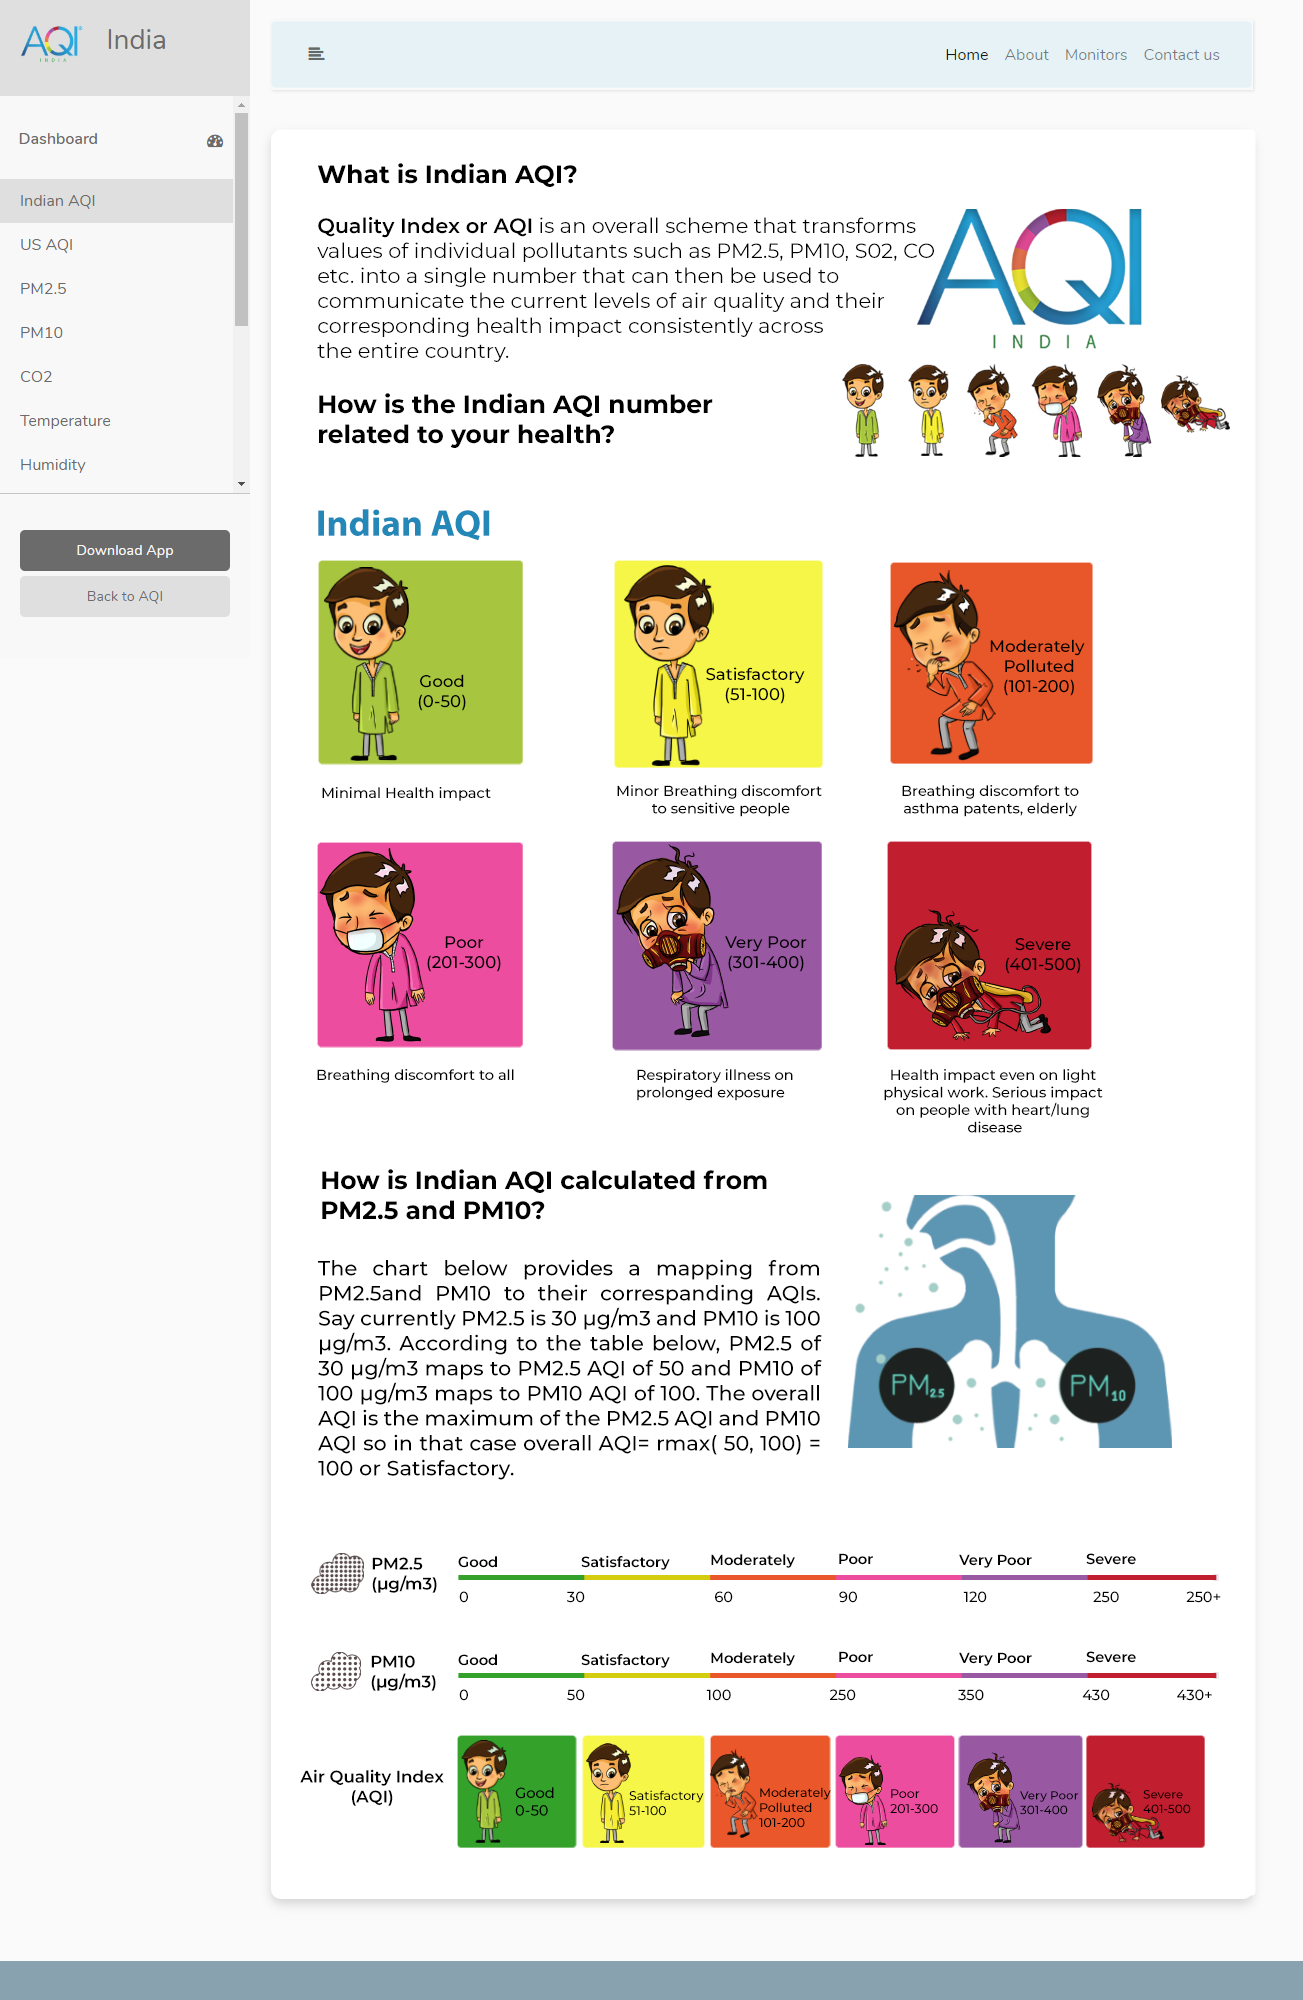 AQI
INDIA
India
Home About Monitors Contact us
Dashboard
Indian AQI
US AQI
PM2.5
PM10
CO2
Temperature
Humidity
Download App
Back to AQI
What is Indian AQI?
Quality Index or AQI is an overall scheme that transforms
values of individual pollutants such as PM2.5, PM10, S02, CO
etc. into a single number that can then be used to
communicate the current levels of air quality and their
corresponding health impact consistently across
the entire country.
AQI
INDIA
How is the Indian AQI number
related to your health?
Indian AQI
Good
(0-50)
Satisfactory
(51-100)
Moderately
Polluted
(101-200)
Minimal Health impact
Minor Breathing discomfort
to sensitive people
Breathing discomfort to
asthma patents, elderly
Poor
(201-300)
Very Poor
(301-400)
Severe
(401-500)
Breathing discomfort to all
Respiratory illness on
prolonged exposure
Health impact even on light
physical work. Serious impact
on people with heart/lung
disease
How is Indian AQI calculated from
PM2.5 and PM10?
The chart below provides a mapping from
PM2.5and PM10 to their correspanding AQIs.
Say currently PM2.5 is 30 µg/m3 and PM10 is 100
µg/m3. According to the table below, PM2.5 of
30 µg/m3 maps to PM2.5 AQI of 50 and PM10 of
100 µg/m3 maps to PM10 AQI of 100. The overall
AQI is the maximum of the PM2.5 AQI and PM10
AQI so in that case overall AQI= rmax( 50, 100) =
100 or Satisfactory.
PM2.5
PM10
PM2.5
(µg/m3)
Good Satisfactory Moderately Poor Very Poor Severe
0 30 60 90 120 250 250+
PM10
(µg/m3)
Good Satisfactory Moderately Poor Very Poor Severe
0 50 100 250 350 430 430+
Air Quality Index
(AQI)
Good
0-50
Satisfactory
51-100
Moderately
Polluted
101-200
Poor
201-300
Very Poor
301-400
Severe
401-500